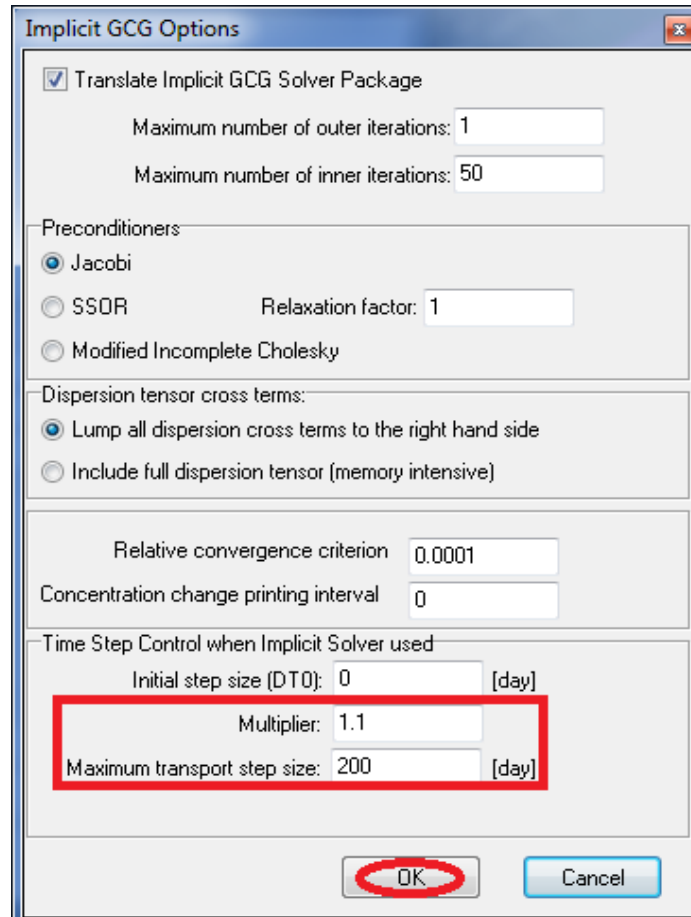 Implicit GCG Options
Translate Implicit GCG Solver Package
Maximum number of outer iterations: 1
Maximum number of inner iterations: 50
Preconditioners
Jacobi
SSOR Relaxation factor: 1
Modified Incomplete Cholesky
Dispersion tensor cross terms:
Lump all dispersion cross terms to the right hand side
Include full dispersion tensor (memory intensive)
Relative convergence criterion 0.0001
Concentration change printing interval 0
Time Step Control when Implicit Solver used
Initial step size (DT0): 0 [day]
Multiplier: 1.1
Maximum transport step size: 200 [day]
OK Cancel